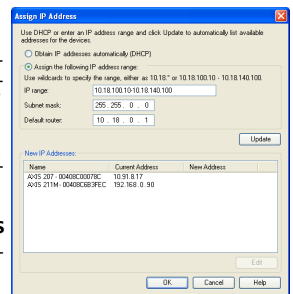 Assign IP Address
Use DHCP or enter an IP address range and click Update to automatically list available
addresses for the devices.
Obtain IP addresses automatically (DHCP)
Assign the following IP address range:
Use wildcards to specify the range, either as 10.18.* or 10.18.100.10 - 10.18.140.100.
IP range: 10.18.100.10-10.18.140.100
Subnet mask: 255.255. 0 . 0
Default router: 10 . 18 . 0 . 1
Update
New IP Addresses:
Name Current Address New Address
AXIS 207 - 00408C00078C 10.91.8.17
AXIS 211M - 00408C6B3FEC 192.168.0.90
Edit
OK Cancel Help
s